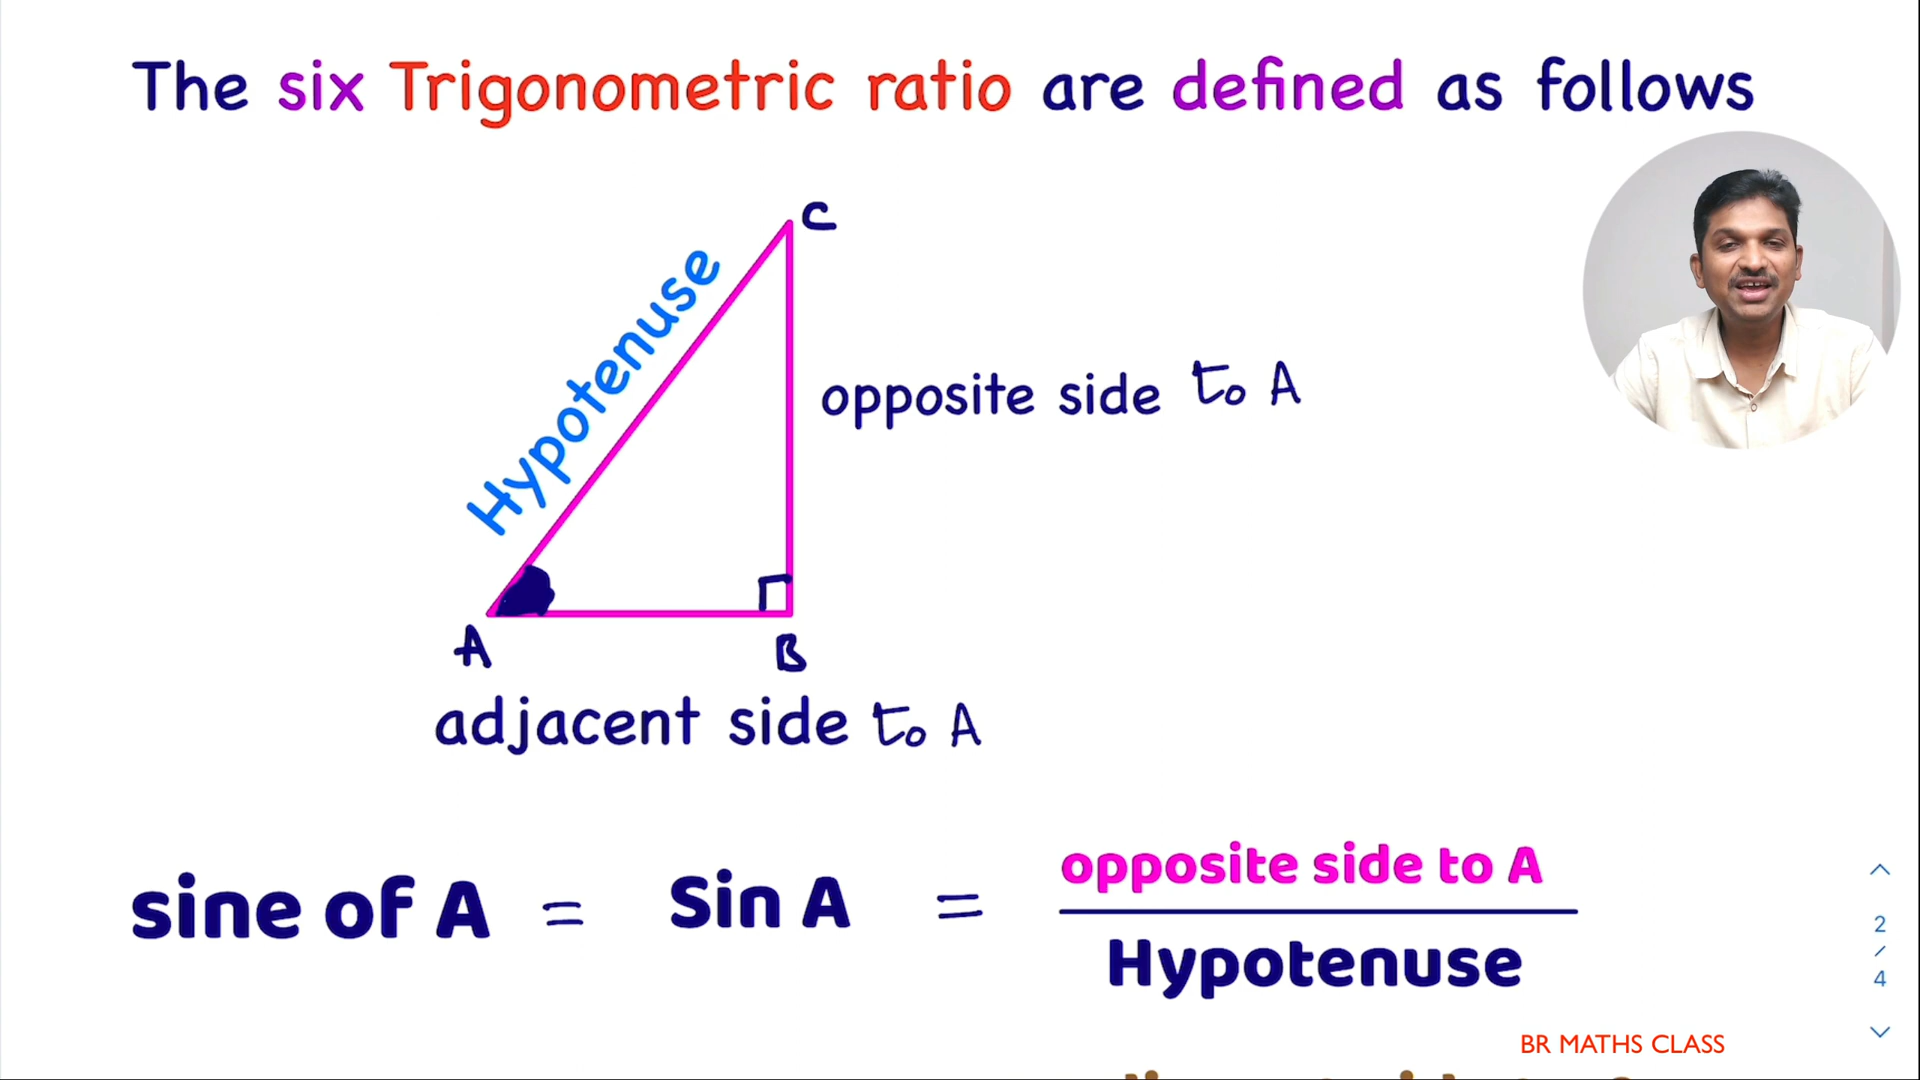 The six Trigonometric ratio are defined as follows
C
Hypotenuse
opposite side to A
A
B
adjacent side to A
sine of A = Sin A = opposite side to A
Hypotenuse
2
/
4
BR MATHS CLASS